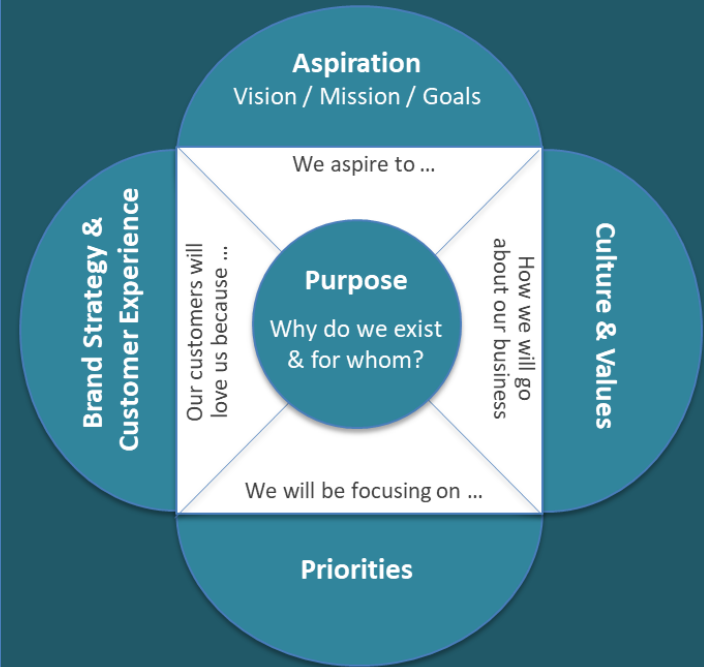 Aspiration
Vision / Mission / Goals
We aspire to ...
Brand Strategy &
Customer Experience
Our customers will
love us because ...
Purpose
Why do we exist
& for whom?
How we will go
about our business
Culture & Values
We will be focusing on ...
Priorities